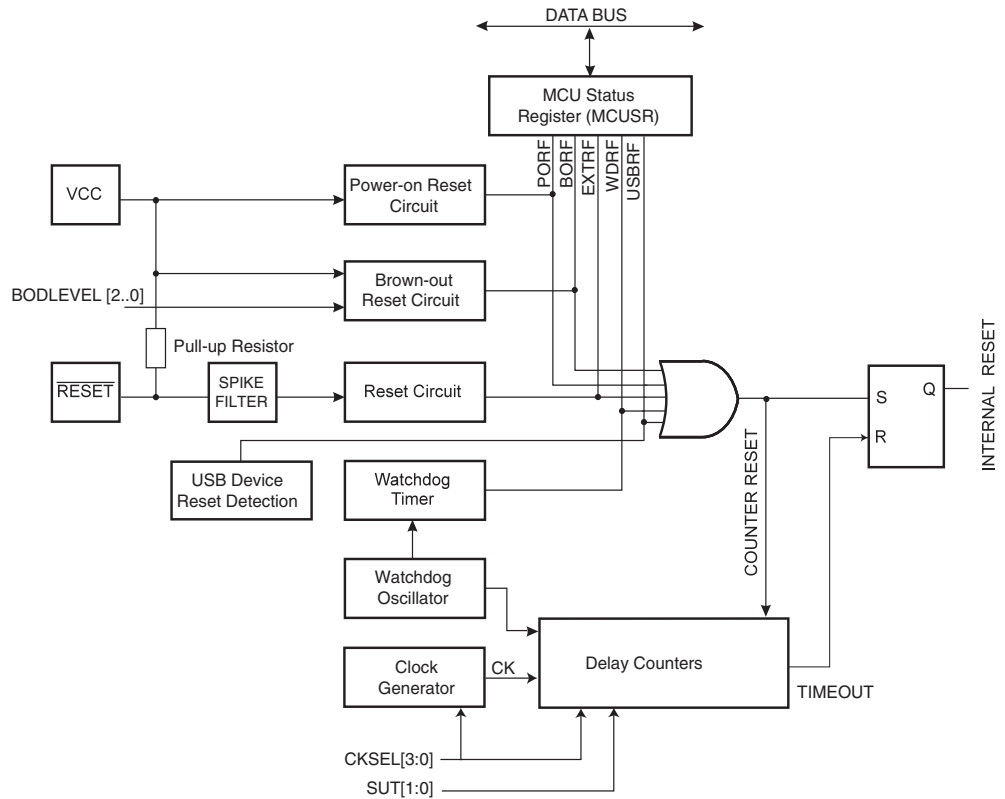 DATA BUS
MCU Status
Register (MCUSR)
PORF
BORF
EXTRF
WDRF
USBRF
VCC
Power-on Reset
Circuit
Brown-out
Reset Circuit
BODLEVEL [2..0]
Pull-up Resistor
RESET
SPIKE
FILTER
Reset Circuit
S
Q
R
INTERNAL RESET
USB Device
Reset Detection
Watchdog
Timer
COUNTER RESET
Watchdog
Oscillator
Clock
Generator
CK
Delay Counters
TIMEOUT
CKSEL[3:0]
SUT[1:0]